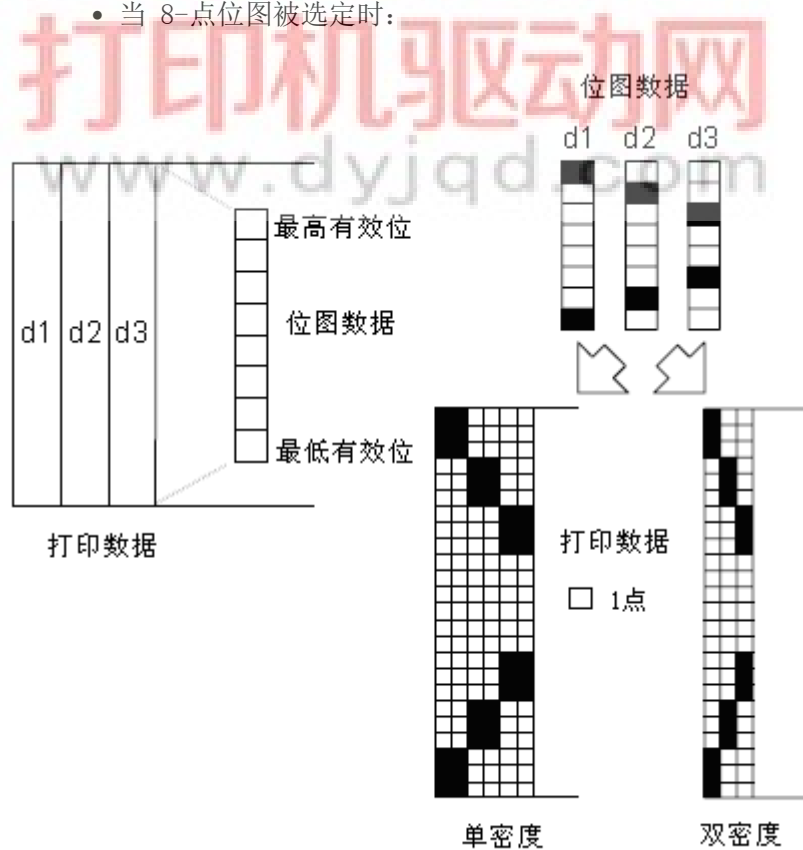 • 当 8-点位图被选定时：
打印机驱动网
www.dyjqd.com
位图数据
d1 d2 d3
最高有效位
d1 d2 d3
位图数据
最低有效位
打印数据
打印数据
1点
单密度
双密度